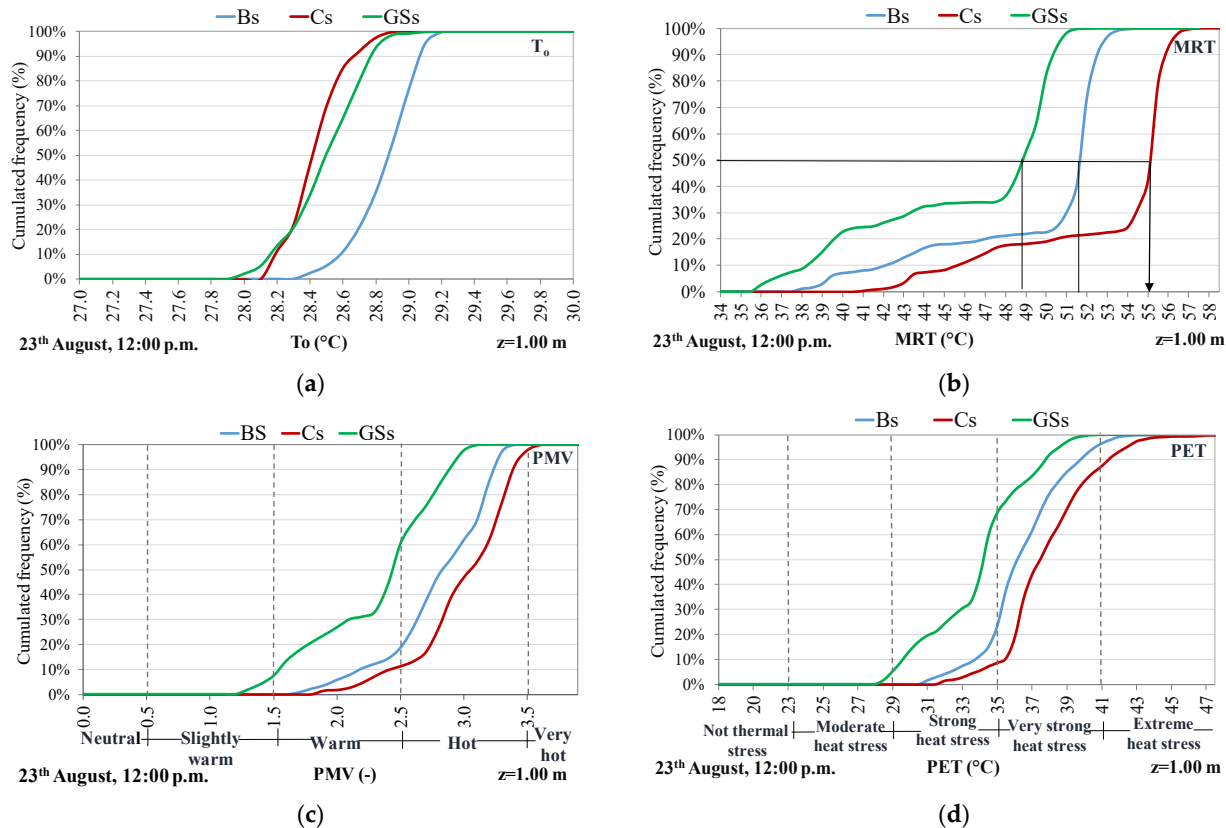 Bs Cs GSs
100%
90%
80%
70%
60%
50%
40%
30%
20%
10%
0%
Cumulated frequency (%)
To
27.0 27.2 27.4 27.6 27.8 28.0 28.2 28.4 28.6 28.8 29.0 29.2 29.4 29.6 29.8 30.0
23th August, 12:00 p.m. To (°C) z=1.00 m
(a)
Bs Cs GSs
100%
90%
80%
70%
60%
50%
40%
30%
20%
10%
0%
Cumulated frequency (%)
MRT
34 35 36 38 39 40 41 42 43 44 45 46 48 49 50 51 52 53 54 55 56 57 58
23th August, 12:00 p.m. MRT (°C) z=1.00 m
(b)
BS Cs GSs
100%
90%
80%
70%
60%
50%
40%
30%
20%
10%
0%
Cumulated frequency (%)
PMV
0.0 0.5 1.0 1.5 2.0 2.5 3.0 3.5
Neutral Slightly warm Warm Hot Very hot
23th August, 12:00 p.m. PMV (-) z=1.00 m
(c)
Bs Cs GSs
100%
90%
80%
70%
60%
50%
40%
30%
20%
10%
0%
Cumulated frequency (%)
PET
18 20 23 25 27 29 31 33 35 37 39 41 43 45 47
Not thermal stress Moderate heat stress Strong heat stress Very strong heat stress Extreme heat stress
23th August, 12:00 p.m. PET (°C) z=1.00 m
(d)